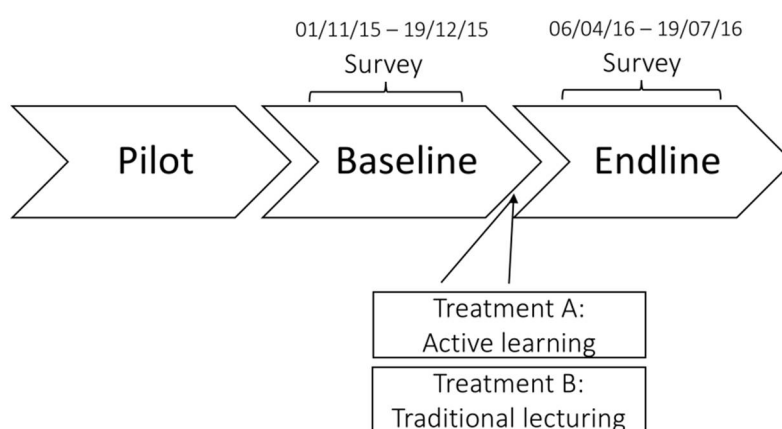 01/11/15 – 19/12/15
Survey
06/04/16 – 19/07/16
Survey
Pilot
Baseline
Endline
Treatment A:
Active learning
Treatment B:
Traditional lecturing